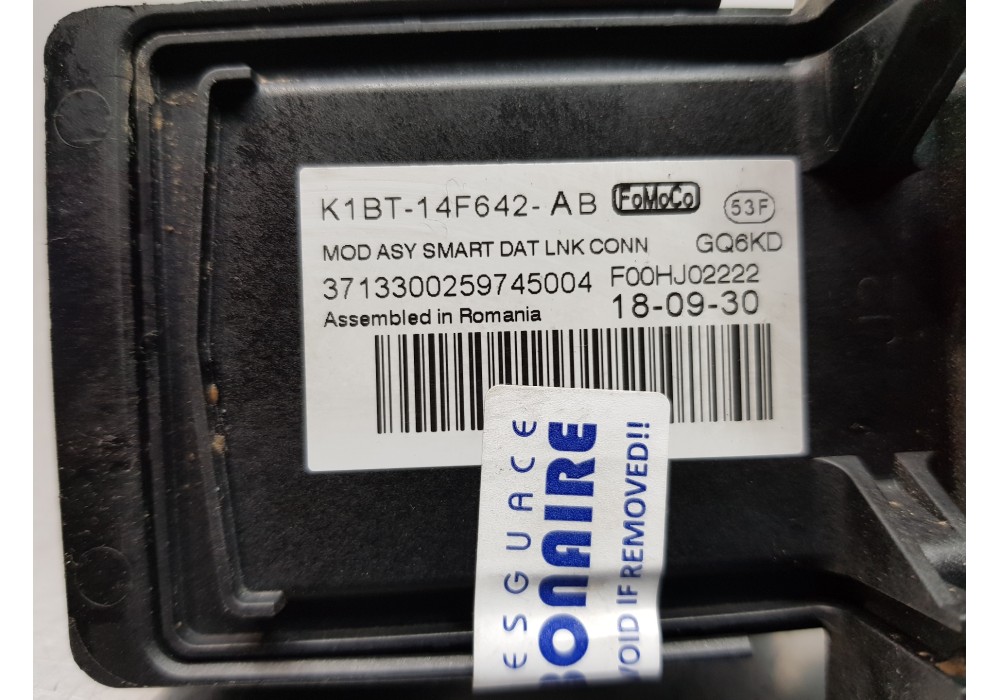 K1BT-14F642-AB FoMoCo 53F
MOD ASY SMART DAT LNK CONN GQ6KD
3713300259745004 F00HJ02222
Assembled in Romania 18-09-30
ESGUACE
BONAIRE
VOID IF REMOVED!!